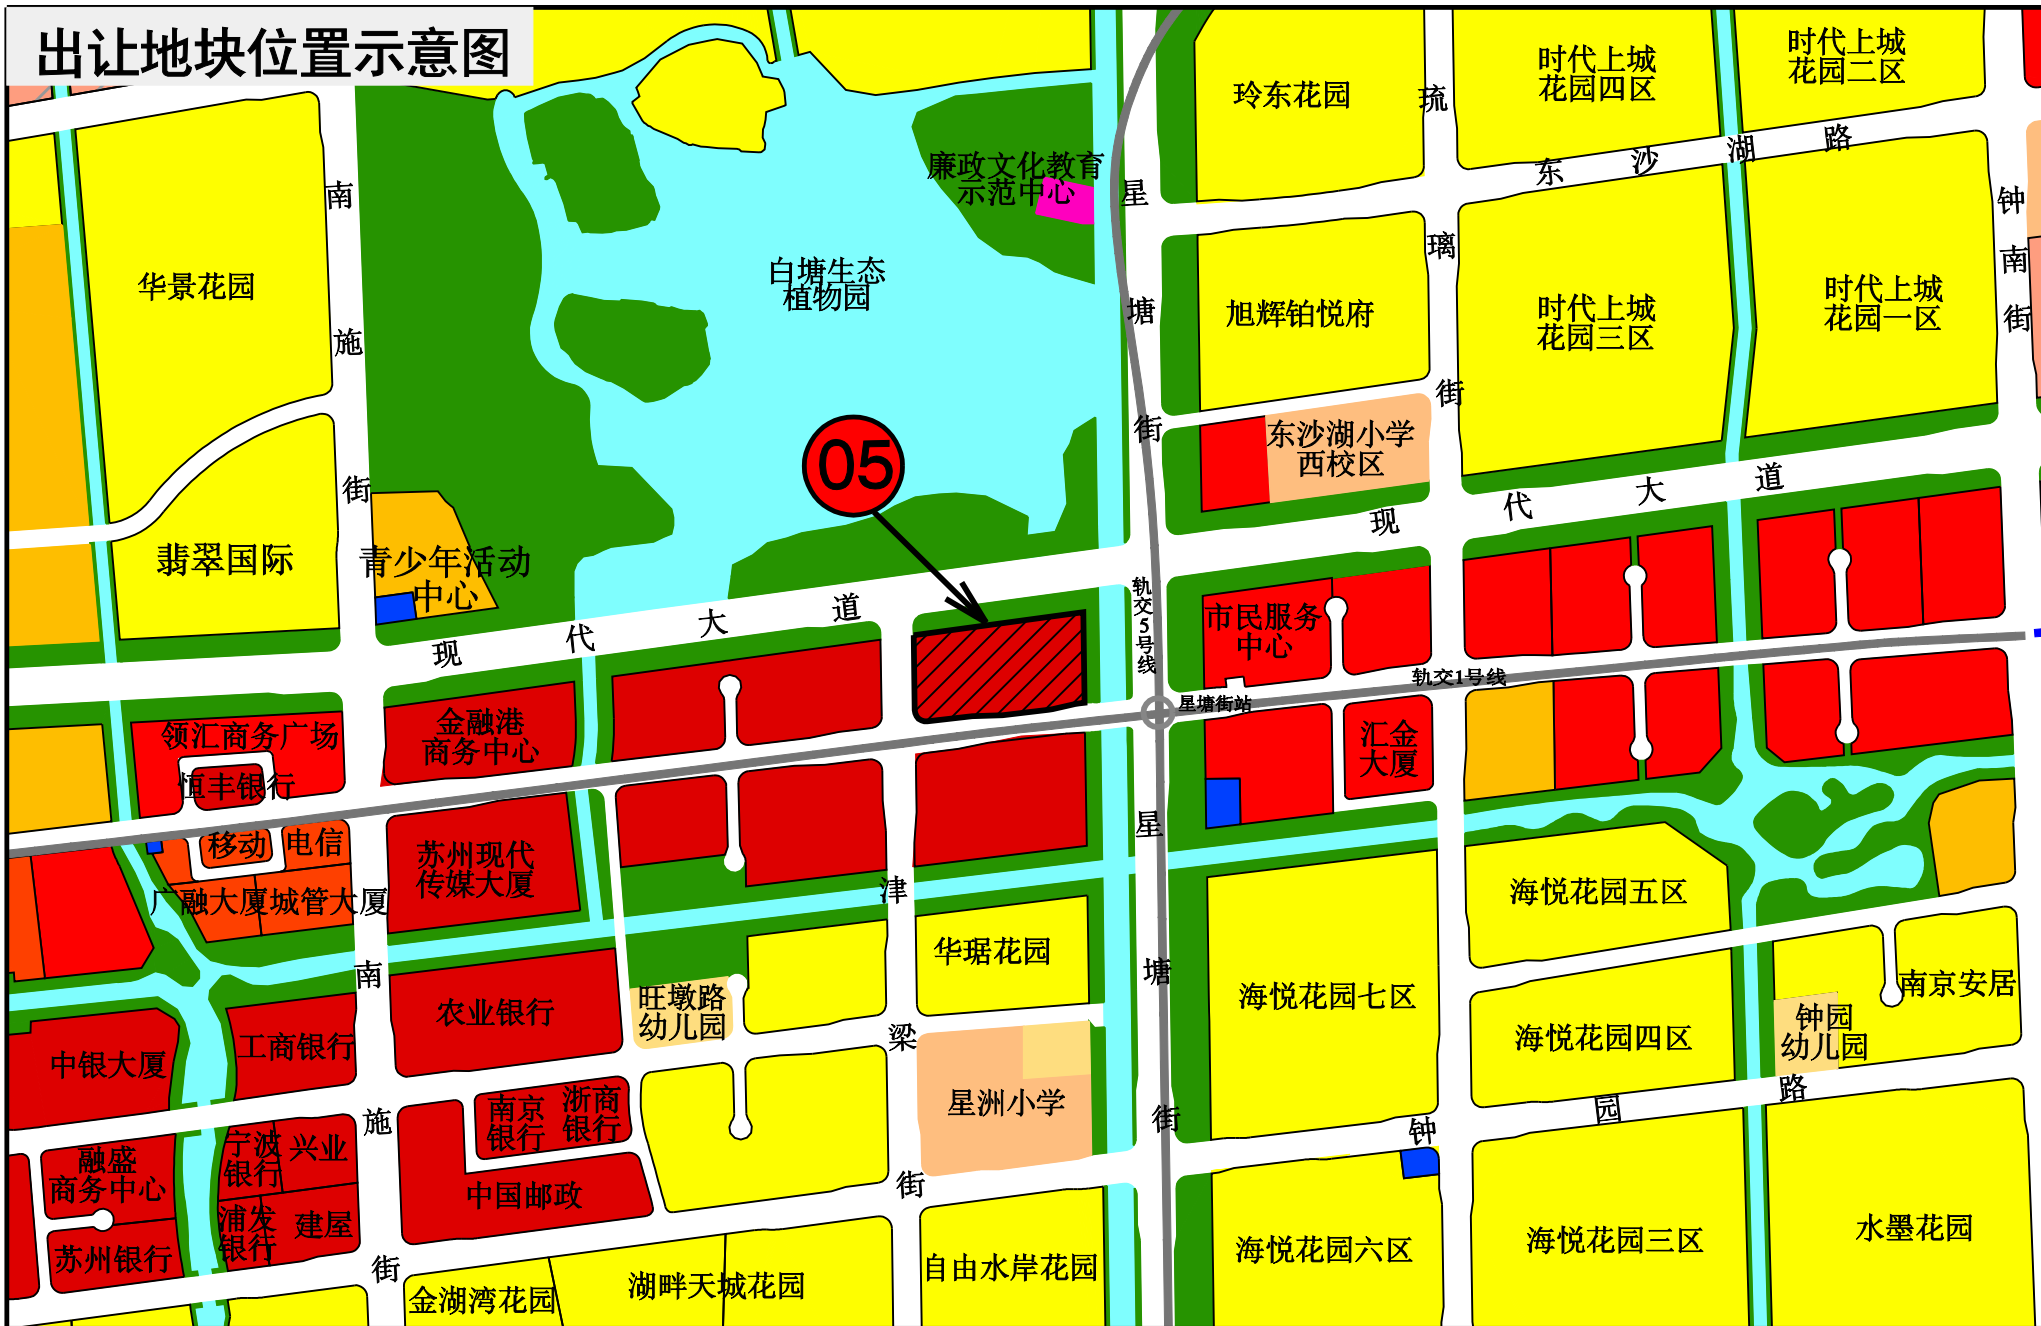 出让地块位置示意图
时代上城
花园四区
时代上城
花园二区
玲东花园
琉
璃
街
东沙湖路
廉政文化教育
示范中心
星
塘
街
钟
南
街
南
施
街
华景花园
白塘生态
植物园
旭辉铂悦府
时代上城
花园三区
时代上城
花园一区
05
东沙湖小学
西校区
现代大道
翡翠国际
青少年活动
中心
现代大道
轨交5号线
市民服务
中心
轨交1号线
星塘街站
领汇商务广场
恒丰银行
金融港
商务中心
汇金
大厦
移动
电信
广融大厦
城管大厦
苏州现代
传媒大厦
星
塘
街
津
梁
街
海悦花园五区
华琚花园
南
施
街
农业银行
旺墩路
幼儿园
海悦花园七区
南京安居
海悦花园四区
钟园
幼儿园
中银大厦
工商银行
星洲小学
南京
银行
浙商
银行
钟园路
融盛
商务中心
宁波
银行
兴业
中国邮政
浦发
银行
建屋
苏州银行
金湖湾花园
湖畔天城花园
自由水岸花园
海悦花园六区
海悦花园三区
水墨花园